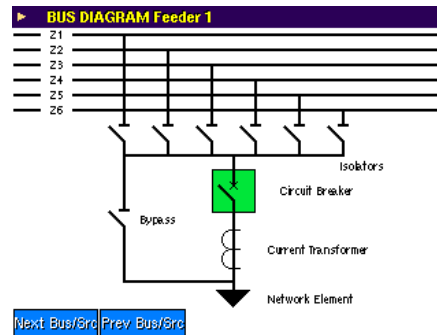 BUS DIAGRAM Feeder 1
Z1
Z2
Z3
Z4
Z5
Z6
Isolators
Circuit Breaker
Bypass
Current Transformer
Network Element
Next Bus/Src Prev Bus/Src